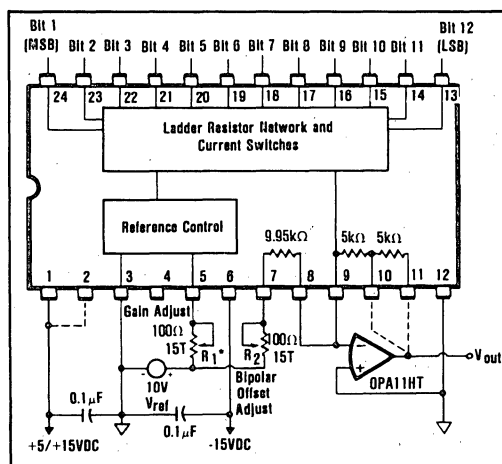 Bit 1 (MSB) Bit 2 Bit 3 Bit 4 Bit 5 Bit 6 Bit 7 Bit 8 Bit 9 Bit 10 Bit 11 Bit 12 (LSB)
24 23 22 21 20 19 18 17 16 15 14 13
Ladder Resistor Network and
Current Switches
Reference Control
9.95kΩ 5kΩ 5kΩ
1 2 3 4 5 6 7 8 9 10 11 12
Gain Adjust
100Ω
15T
R1*
R2
100Ω
15T
- +
10V
Vref
Bipolar
Offset
Adjust
- +
OPA11HT
Vout
0.1μF
0.1μF
+5/+15VDC
-15VDC